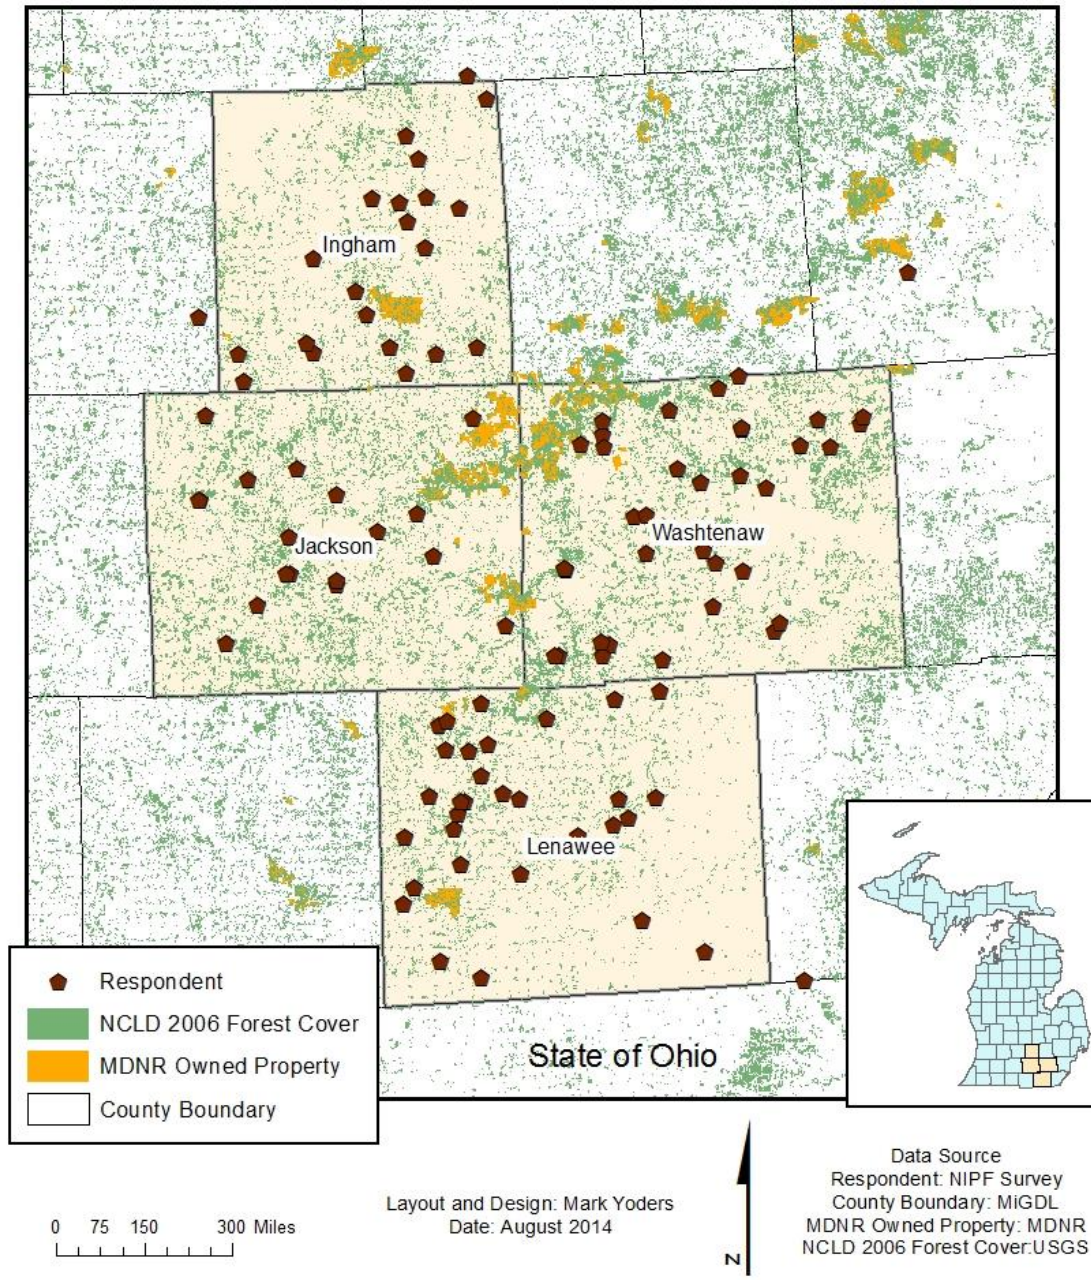 Ingham
Jackson
Washtenaw
Lenawee
State of Ohio
Respondent
NCLD 2006 Forest Cover
MDNR Owned Property
County Boundary
0 75 150 300 Miles
Layout and Design: Mark Yoders
Date: August 2014
N
Data Source
Respondent: NIPF Survey
County Boundary: MiGDL
MDNR Owned Property: MDNR
NCLD 2006 Forest Cover:USGS